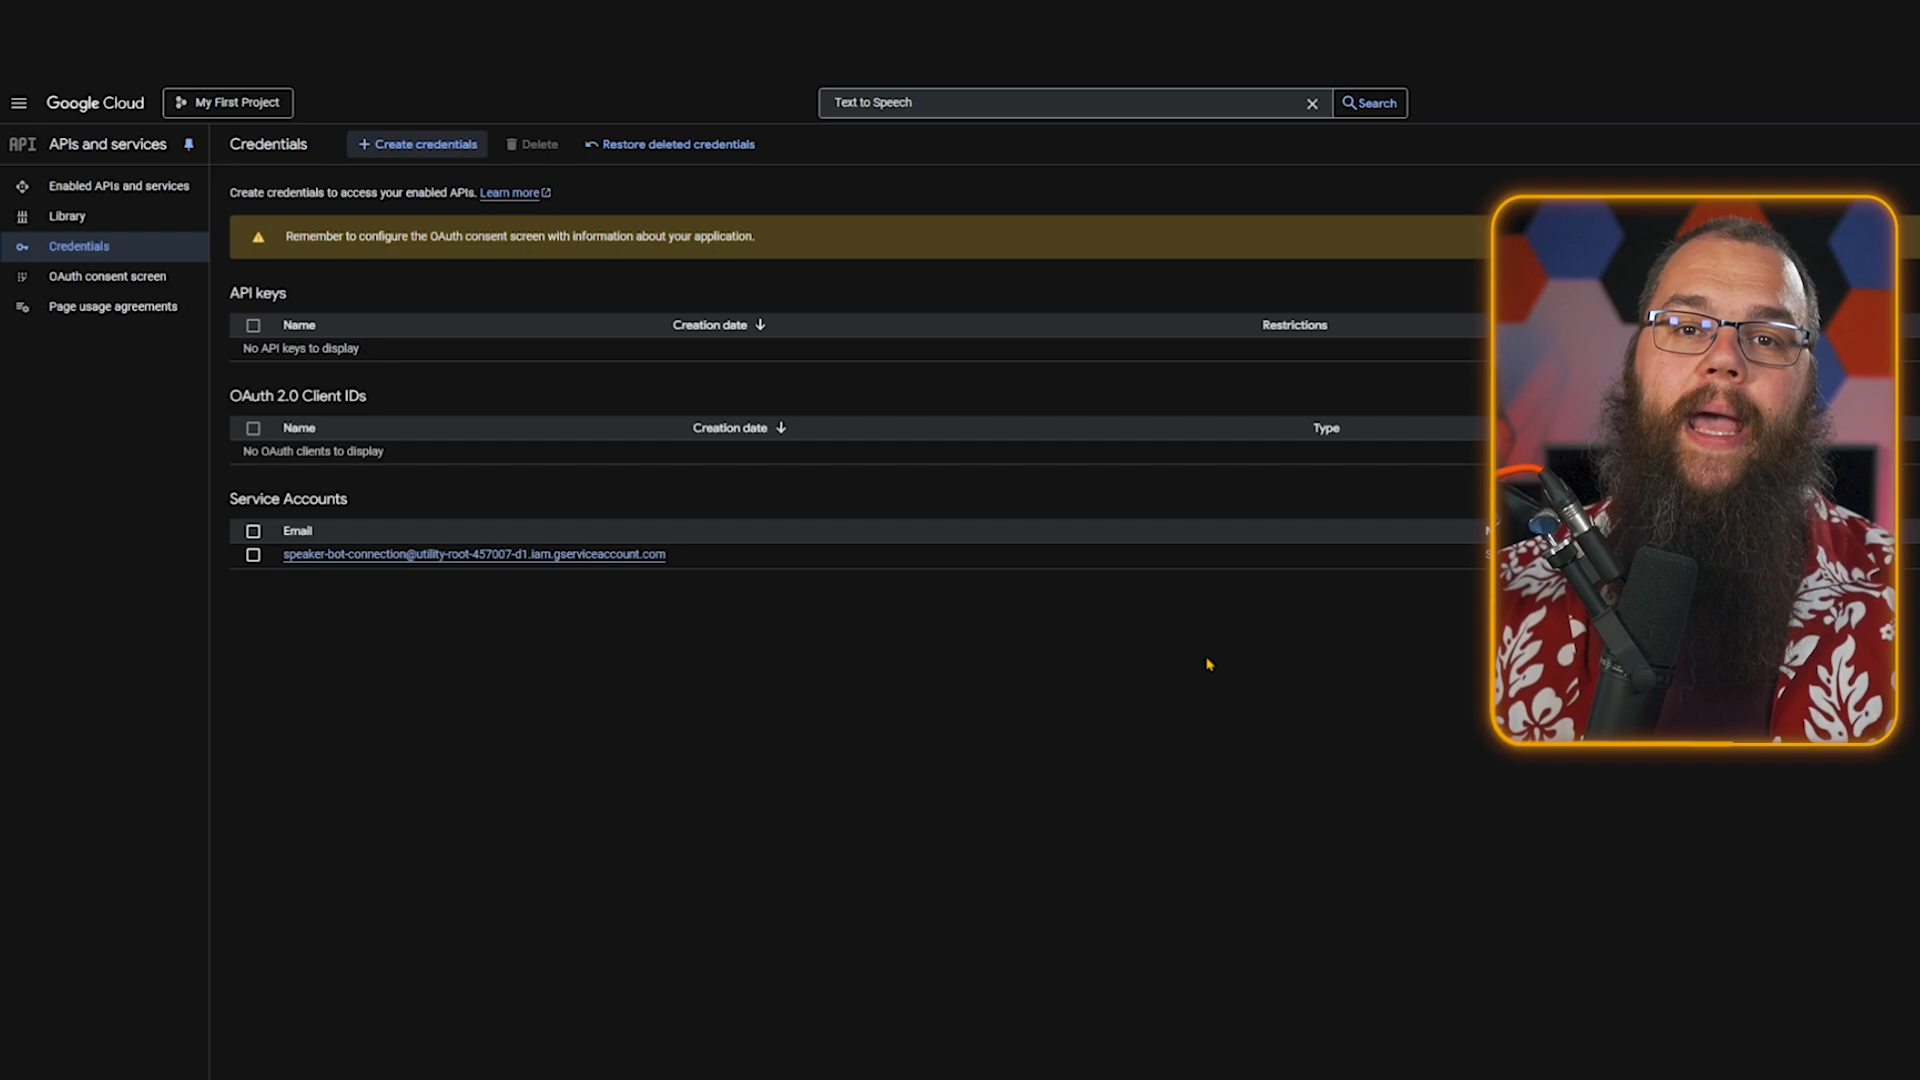 Google Cloud
My First Project
Text to Speech
Search
API
APIs and services
Credentials
Create credentials
Delete
Restore deleted credentials
Enabled APIs and services
Library
Credentials
OAuth consent screen
Page usage agreements
Create credentials to access your enabled APIs. Learn more
Remember to configure the OAuth consent screen with information about your application.
API keys
Name Creation date Restrictions
No API keys to display
OAuth 2.0 Client IDs
Name Creation date Type
No OAuth clients to display
Service Accounts
Email
speaker-bot-connection@utility-root-457007-d1.iam.gserviceaccount.com